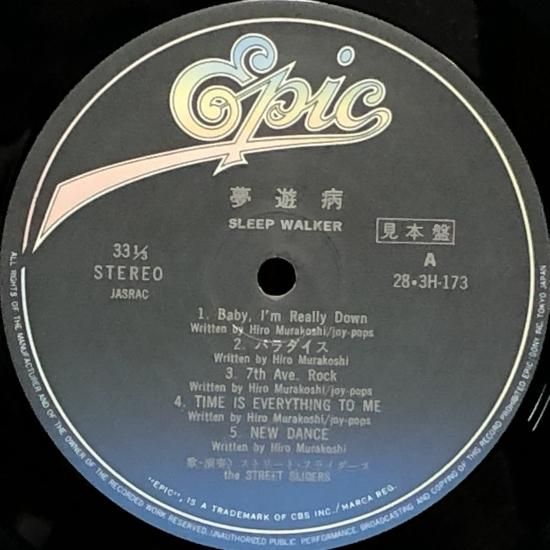 Epic
夢遊病
SLEEP WALKER
見本盤
33 1/3
STEREO
JASRAC
A
28・3H-173
1. Baby, I'm Really Down
Written by Hiro Murakoshi/joy-pops
2. パラダイス
Written by Hiro Murakoshi
3. 7th Ave. Rock
Written by Hiro Murakoshi/joy-pops
4. TIME IS EVERYTHING TO ME
Written by Hiro Murakoshi/joy-pops
5. NEW DANCE
Written by Hiro Murakoshi
歌・演奏〉ストリート・スライダーズ
the STREET SLIDERS
"EPIC", IS A TRADEMARK OF CBS INC./MARCA REG.
ALL RIGHTS OF THE MANUFACTURER AND OF THE OWNER OF THE RECORDED WORK RESERVED. UNAUTHORIZED PUBLIC PERFORMANCE, BROADCASTING AND COPYING OF THIS RECORD PROHIBITED EPIC/SONY INC. TOKYO JAPAN